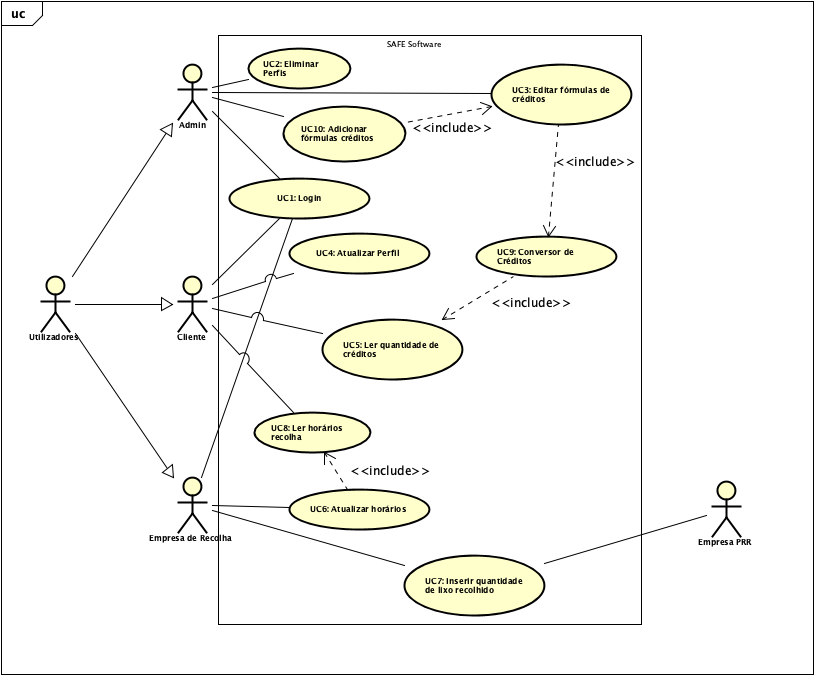 uc
SAFE Software
UC2: Eliminar
Perfis
UC3: Editar fórmulas de
créditos
Admin
UC10: Adicionar
fórmulas créditos
<<include>>
<<include>>
UC1: Login
UC4: Atualizar Perfil
UC9: Conversor de
Créditos
<<include>>
Utilizadores
Cliente
UC5: Ler quantidade de
créditos
UC8: Ler horários
recolha
<<include>>
UC6: Atualizar horários
Empresa de Recolha
Empresa PRR
UC7: Inserir quantidade
de lixo recolhido